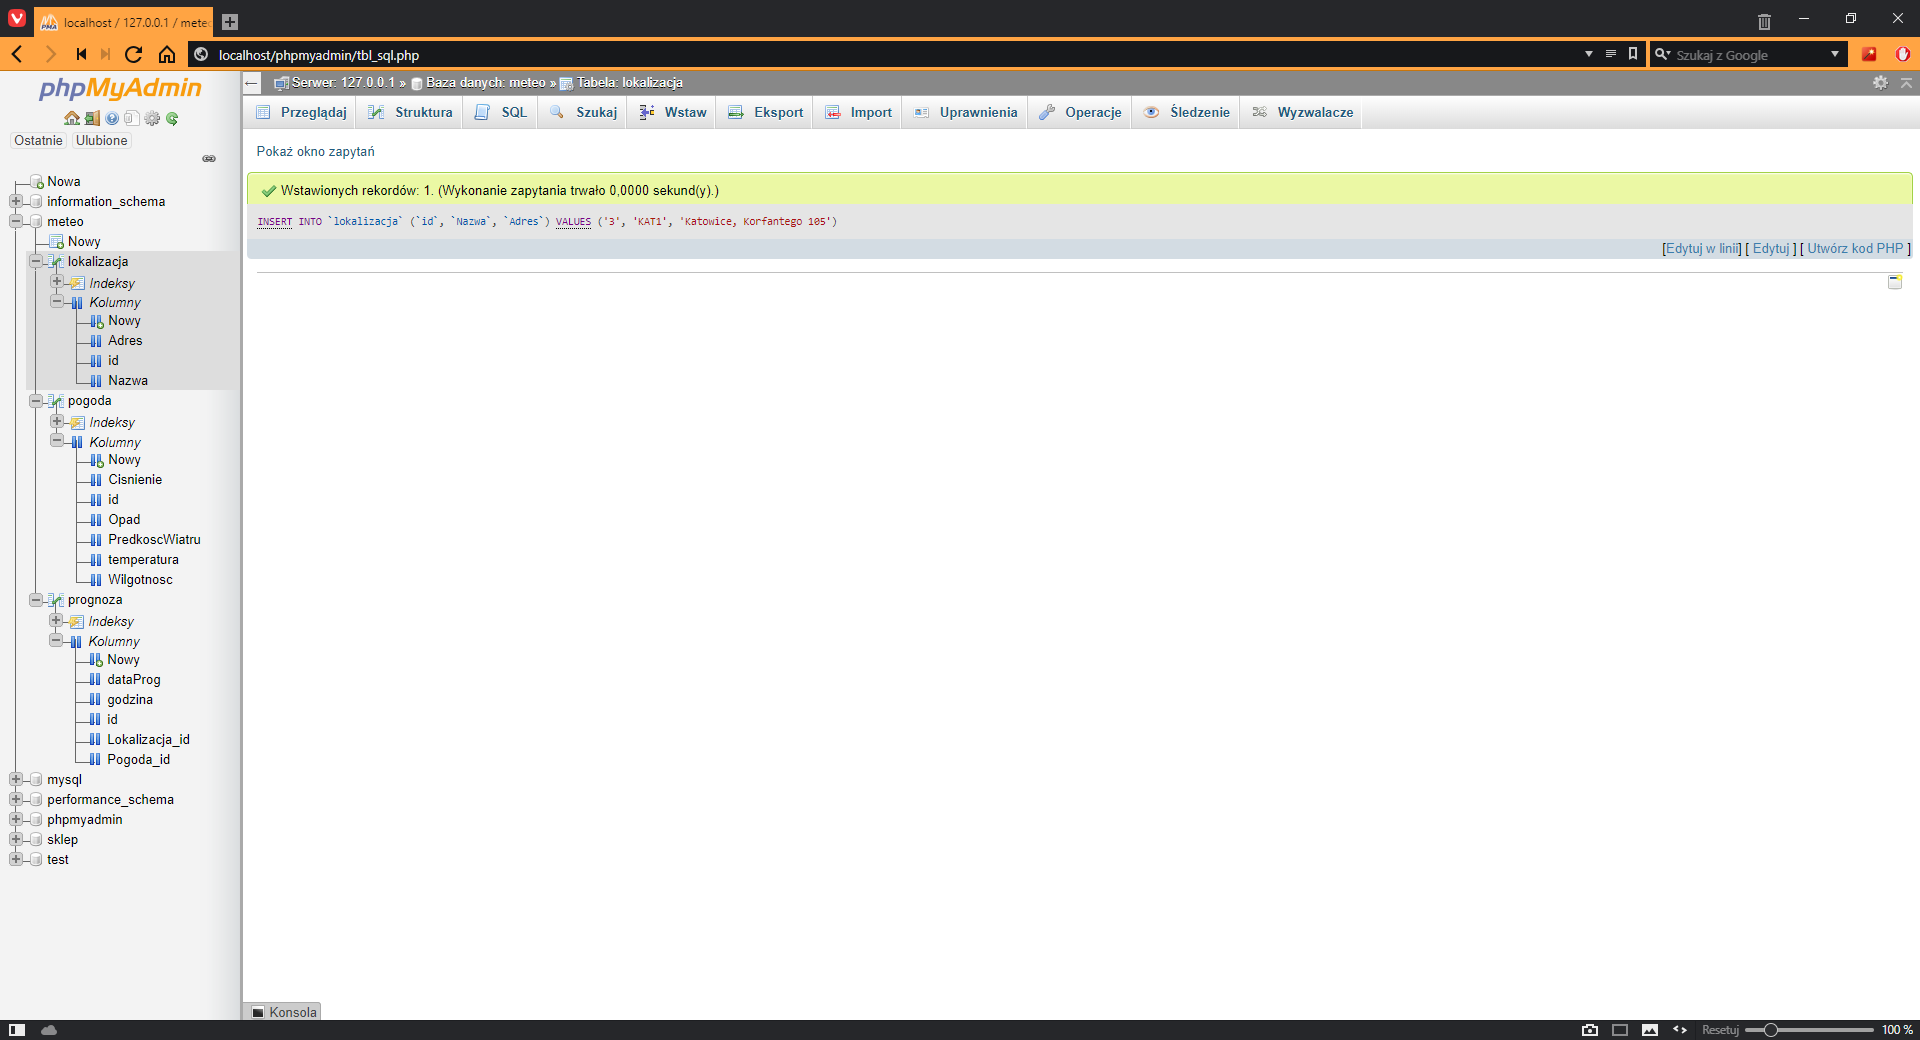 localhost / 127.0.0.1 / mete
localhost/phpmyadmin/tbl_sql.php
Szukaj z Google
phpMyAdmin
Ostatnie Ulubione
Nowa
information_schema
meteo
Nowy
lokalizacja
Indeksy
Kolumny
Nowy
Adres
id
Nazwa
pogoda
Indeksy
Kolumny
Nowy
Cisnienie
id
Opad
PredkoscWiatru
temperatura
Wilgotnosc
prognoza
Indeksy
Kolumny
Nowy
dataProg
godzina
id
Lokalizacja_id
Pogoda_id
mysql
performance_schema
phpmyadmin
sklep
test
Serwer: 127.0.0.1 » Baza danych: meteo » Tabela: lokalizacja
Przeglądaj Struktura SQL Szukaj Wstaw Eksport Import Uprawnienia Operacje Śledzenie Wyzwalacze
Pokaż okno zapytań
Wstawionych rekordów: 1. (Wykonanie zapytania trwało 0,0000 sekund(y).)
INSERT INTO `lokalizacja` (`id`, `Nazwa`, `Adres`) VALUES ('3', 'KAT1', 'Katowice, Korfantego 105')
[Edytuj w linii] [ Edytuj ] [ Utwórz kod PHP ]
Konsola
Resetuj 100 %